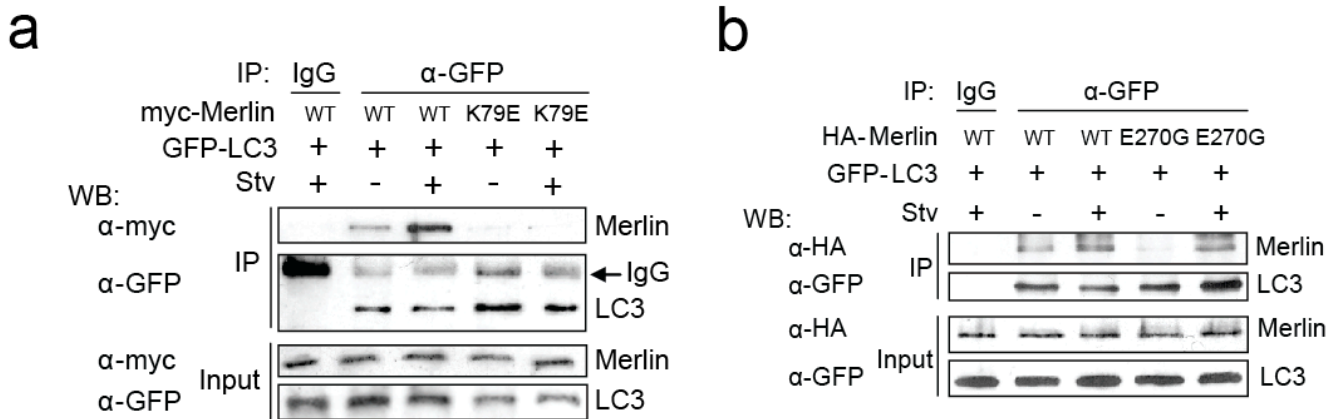 a
IP: IgG α-GFP
myc-Merlin WT WT WT K79E K79E
GFP-LC3 + + + + +
Stv + - + - +
WB:
α-myc Merlin
IP
α-GFP IgG
LC3
α-myc Merlin
Input
α-GFP LC3
b
IP: IgG α-GFP
HA-Merlin WT WT WT E270G E270G
GFP-LC3 + + + + +
Stv + - + - +
WB:
α-HA Merlin
IP
α-GFP LC3
α-HA Merlin
Input
α-GFP LC3